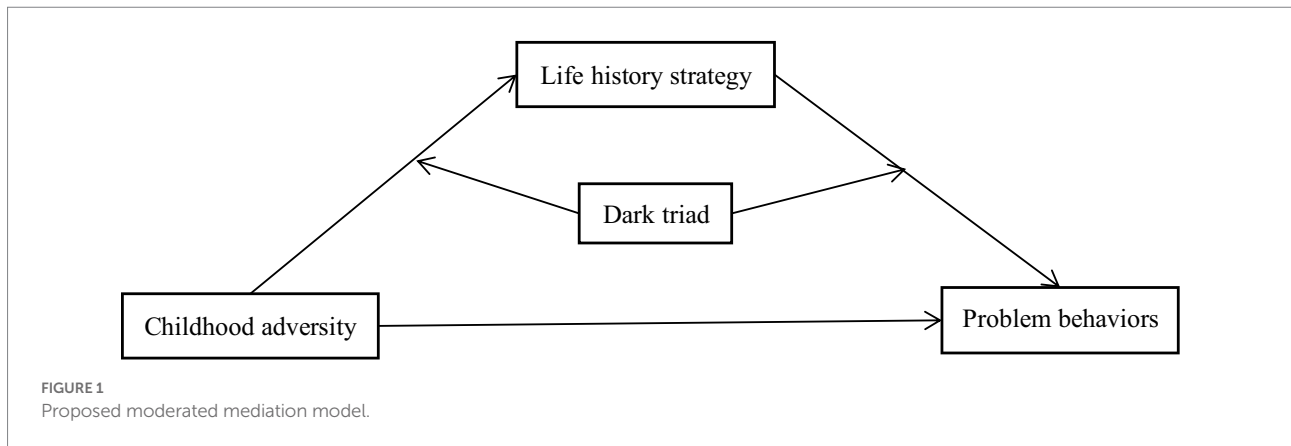 Life history strategy
Dark triad
Childhood adversity
Problem behaviors
FIGURE 1
Proposed moderated mediation model.